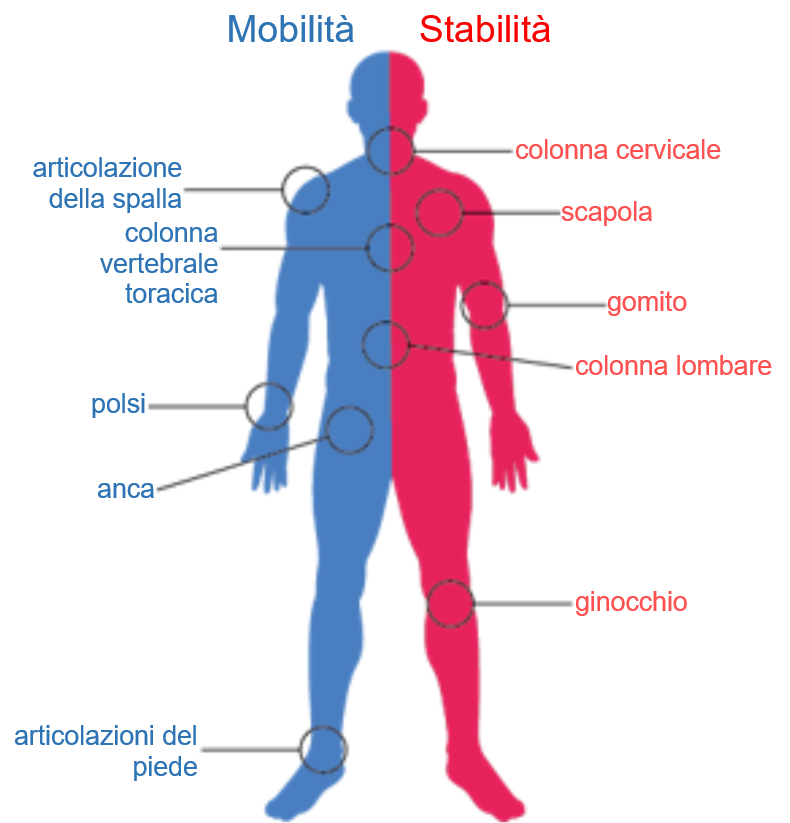 Mobilità
Stabilità
colonna cervicale
articolazione
della spalla
scapola
colonna
vertebrale
toracica
gomito
colonna lombare
polsi
anca
ginocchio
articolazioni del
piede